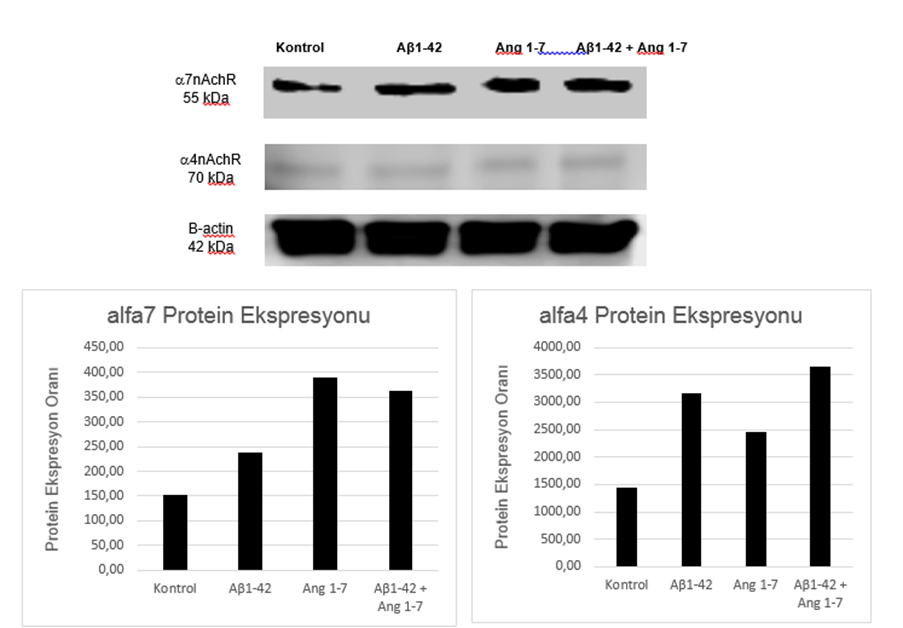 Kontrol Aβ1-42 Ang 1-7 Aβ1-42 + Ang 1-7
α7nAchR
55 kDa
α4nAchR
70 kDa
B-actin
42 kDa
alfa7 Protein Ekspresyonu
Protein Ekspresyon Oranı
450,00
400,00
350,00
300,00
250,00
200,00
150,00
100,00
50,00
0,00
Kontrol Aβ1-42 Ang 1-7 Aβ1-42 +
Ang 1-7
alfa4 Protein Ekspresyonu
Protein Ekspresyon Oranı
4000,00
3500,00
3000,00
2500,00
2000,00
1500,00
1000,00
500,00
0,00
Kontrol Aβ1-42 Ang 1-7 Aβ1-42 +
Ang 1-7